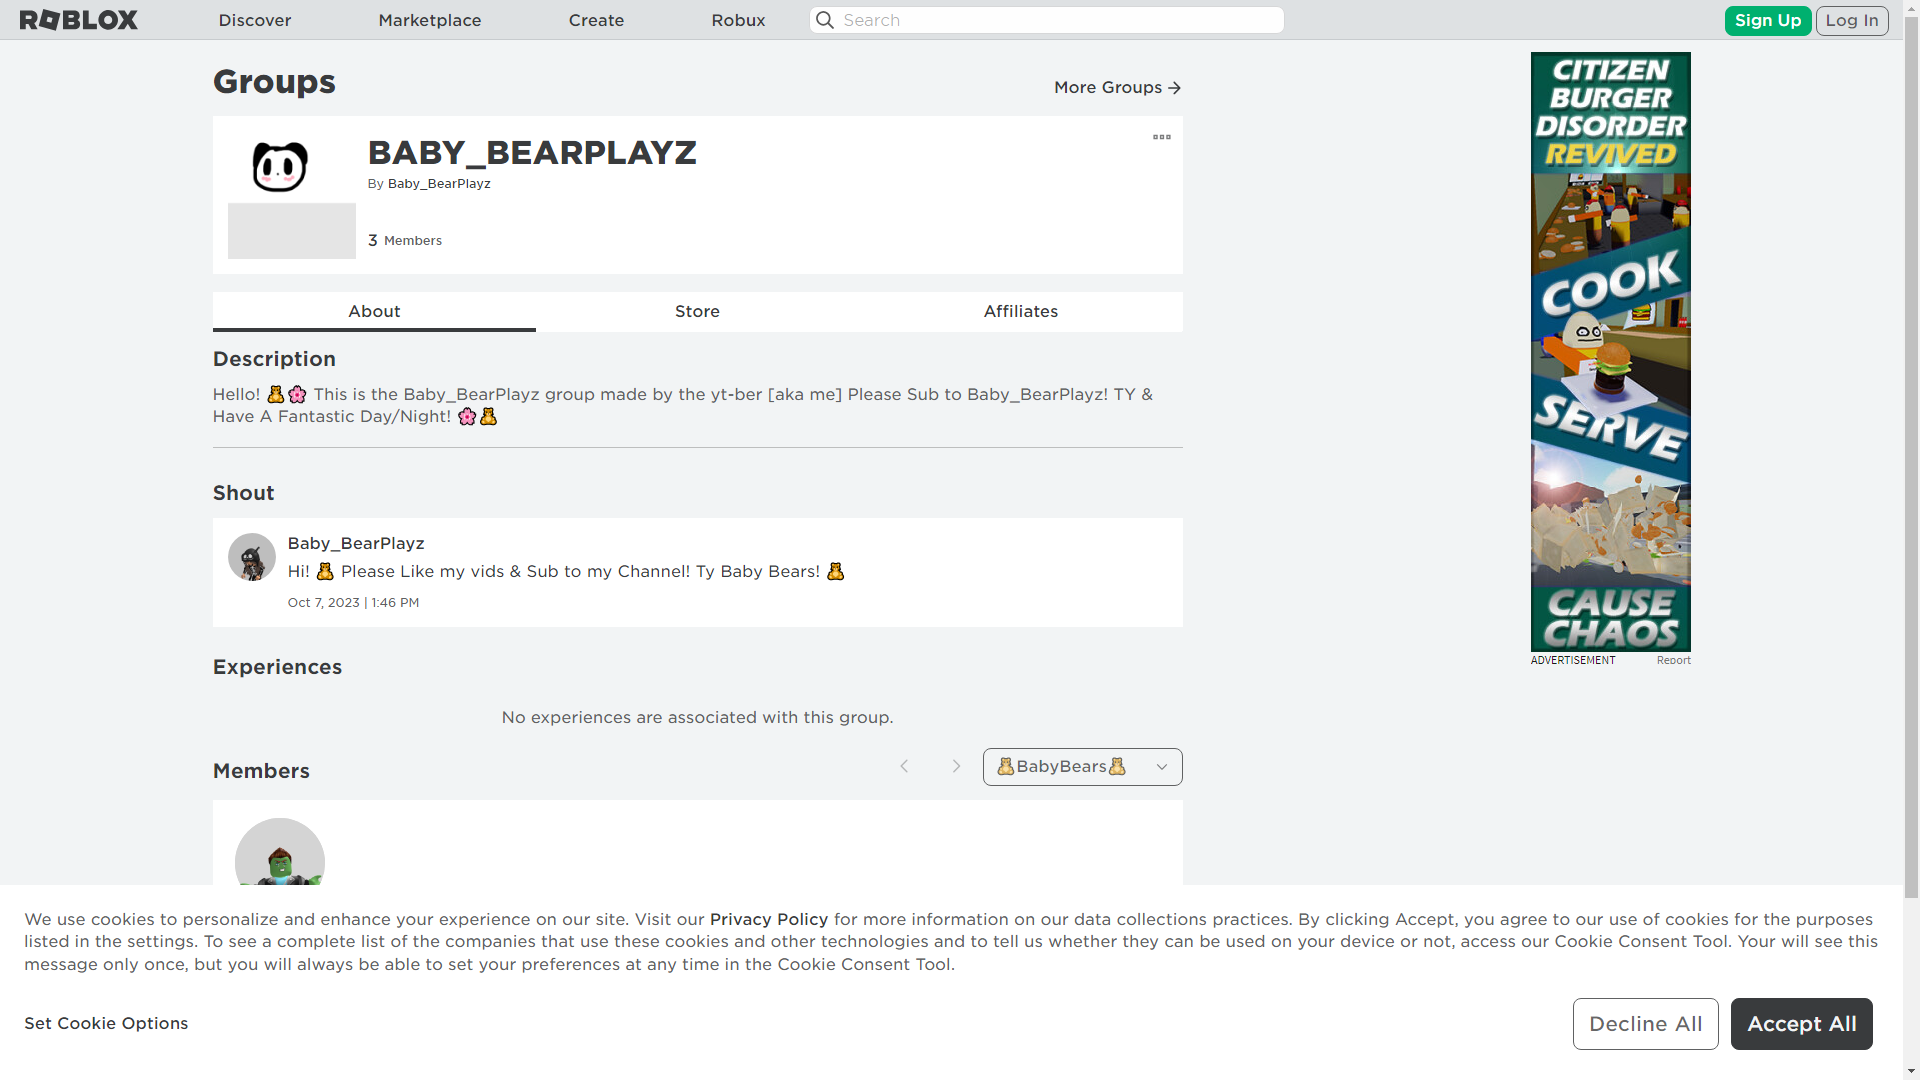 ROBLOX
Discover
Marketplace
Create
Robux
Search
Sign Up
Log In
Groups
More Groups →
BABY_BEARPLAYZ
By Baby_BearPlayz
3 Members
About
Store
Affiliates
Description
Hello! 🧸🌸 This is the Baby_BearPlayz group made by the yt-ber [aka me] Please Sub to Baby_BearPlayz! TY &
Have A Fantastic Day/Night! 🌸🧸
Shout
Baby_BearPlayz
Hi! 🧸 Please Like my vids & Sub to my Channel! Ty Baby Bears! 🧸
Oct 7, 2023 | 1:46 PM
Experiences
No experiences are associated with this group.
Members
🧸BabyBears🧸
CITIZEN
BURGER
DISORDER
REVIVED
COOK
SERVE
CAUSE
CHAOS
ADVERTISEMENT
Report
We use cookies to personalize and enhance your experience on our site. Visit our Privacy Policy for more information on our data collections practices. By clicking Accept, you agree to our use of cookies for the purposes
listed in the settings. To see a complete list of the companies that use these cookies and other technologies and to tell us whether they can be used on your device or not, access our Cookie Consent Tool. Your will see this
message only once, but you will always be able to set your preferences at any time in the Cookie Consent Tool.
Set Cookie Options
Decline All
Accept All